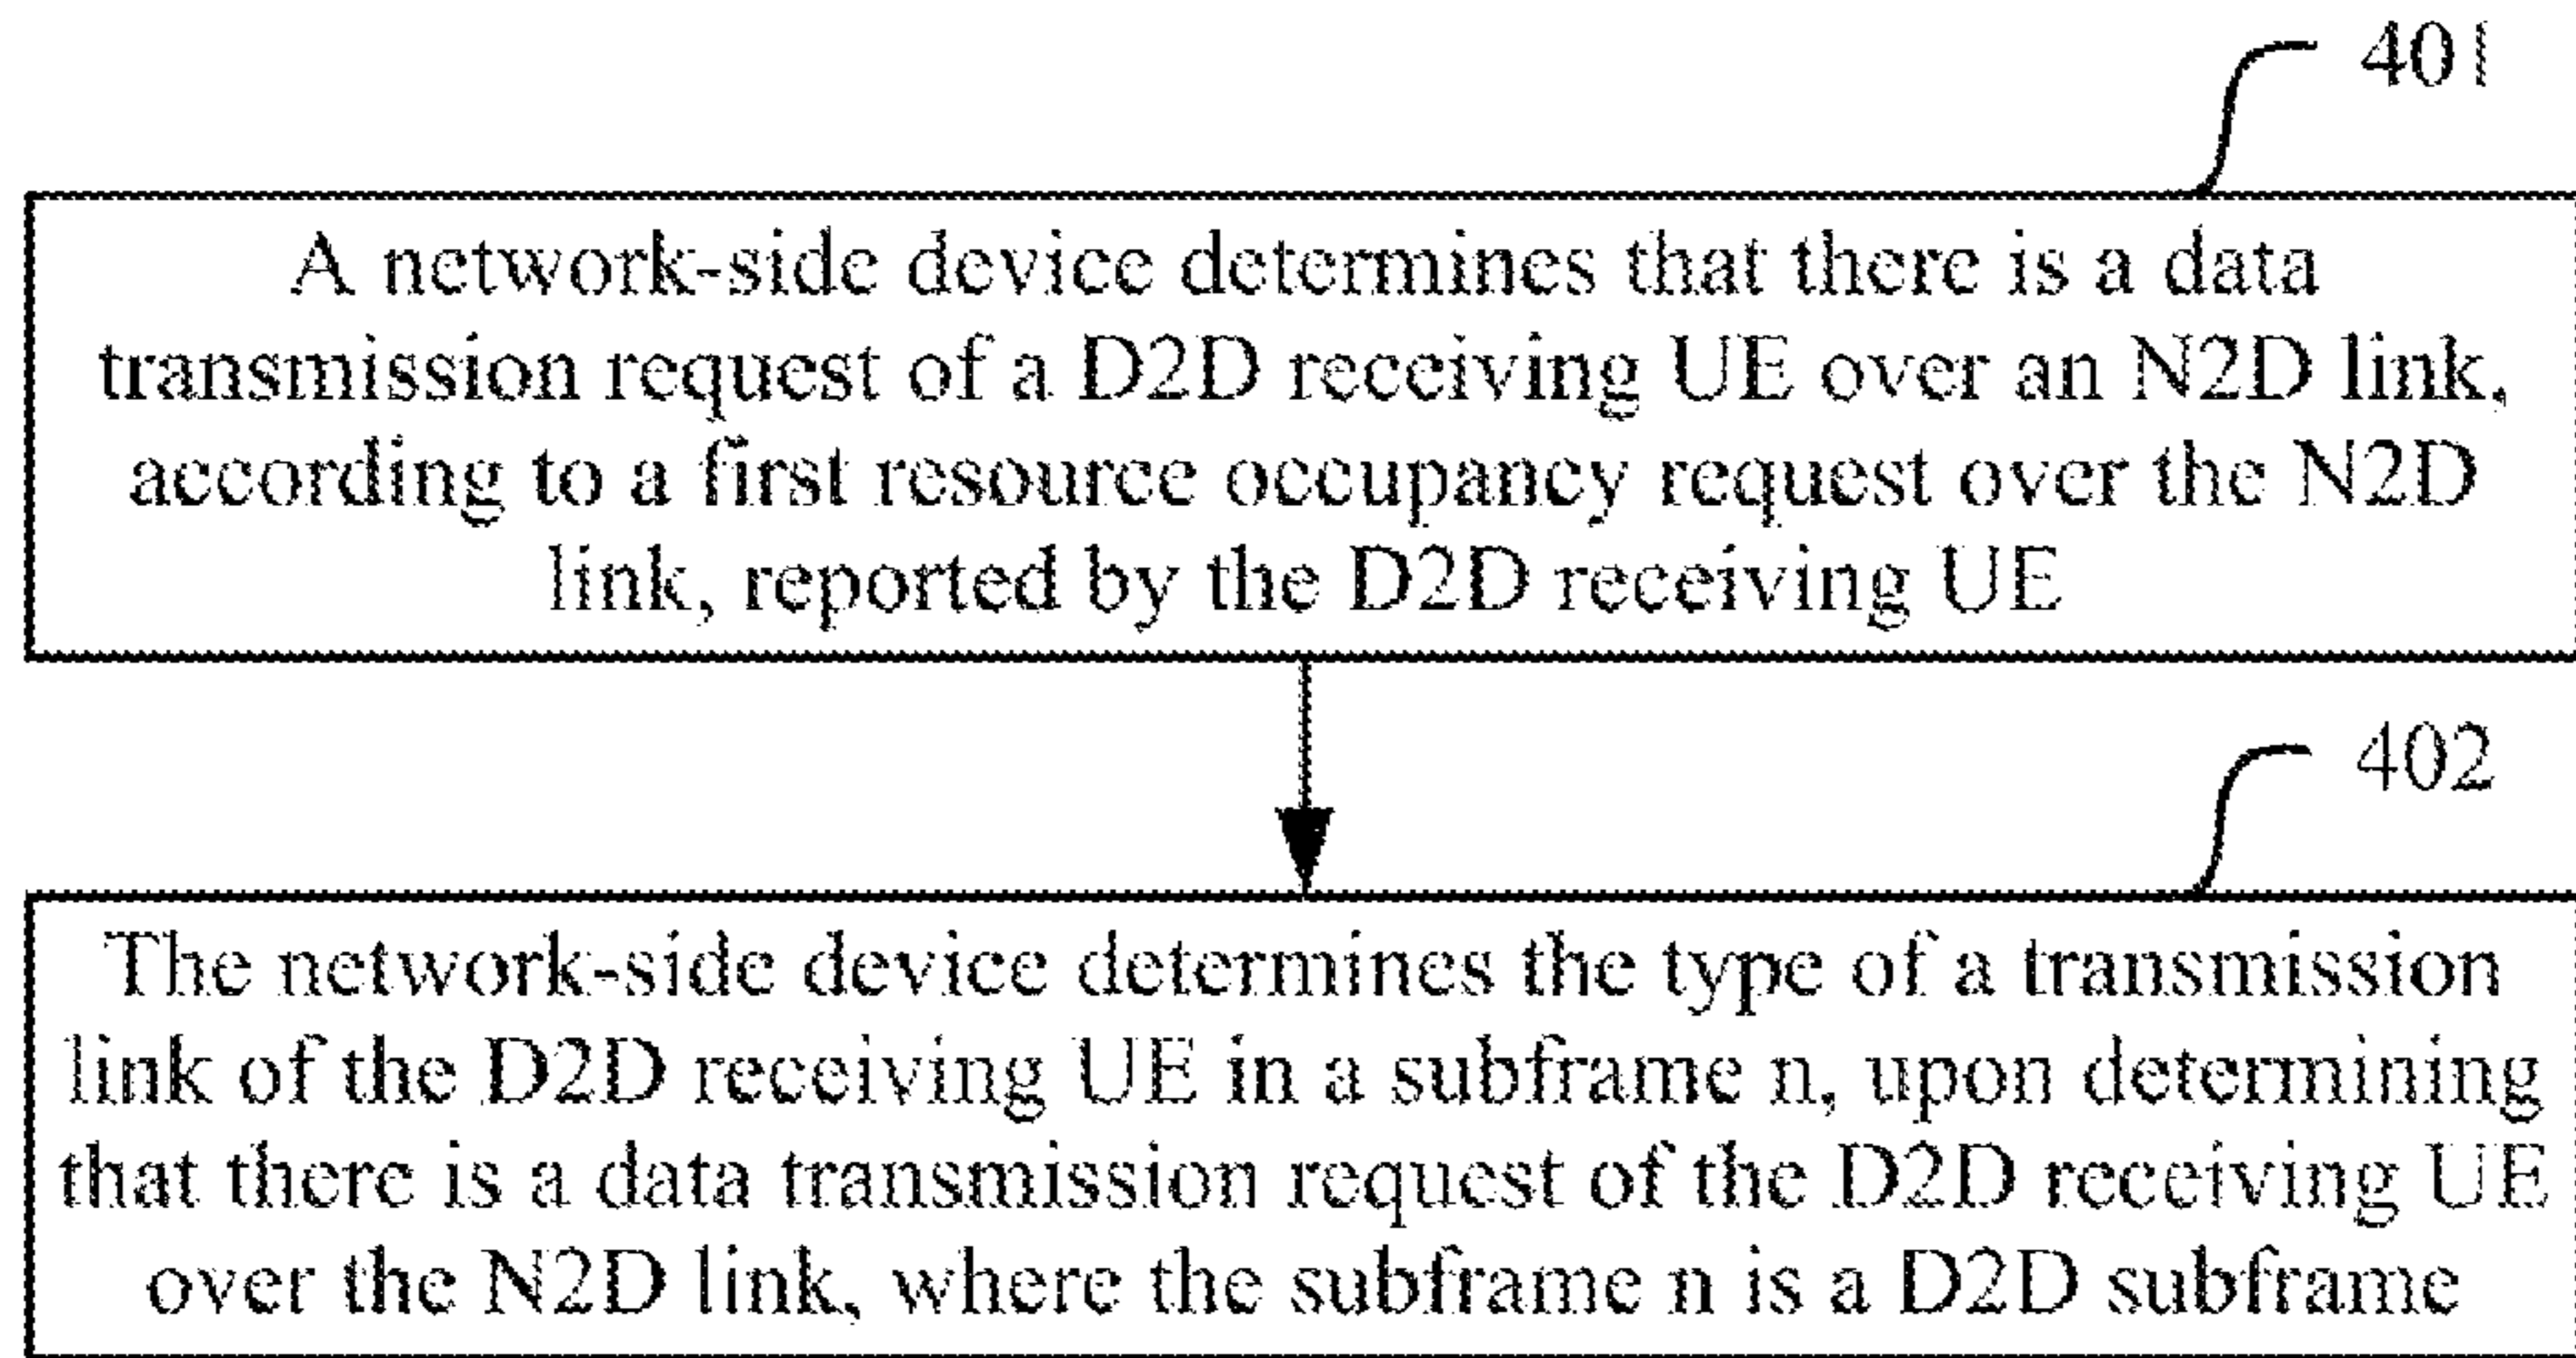 401
A network-side device determines that there is a data
transmission request of a D2D receiving UE over an N2D link,
according to a first resource occupancy request over the N2D
link, reported by the D2D receiving UE
402
The network-side device determines the type of a transmission
link of the D2D receiving UE in a subframe n, upon determining
that there is a data transmission request of the D2D receiving UE
over the N2D link, where the subframe n is a D2D subframe